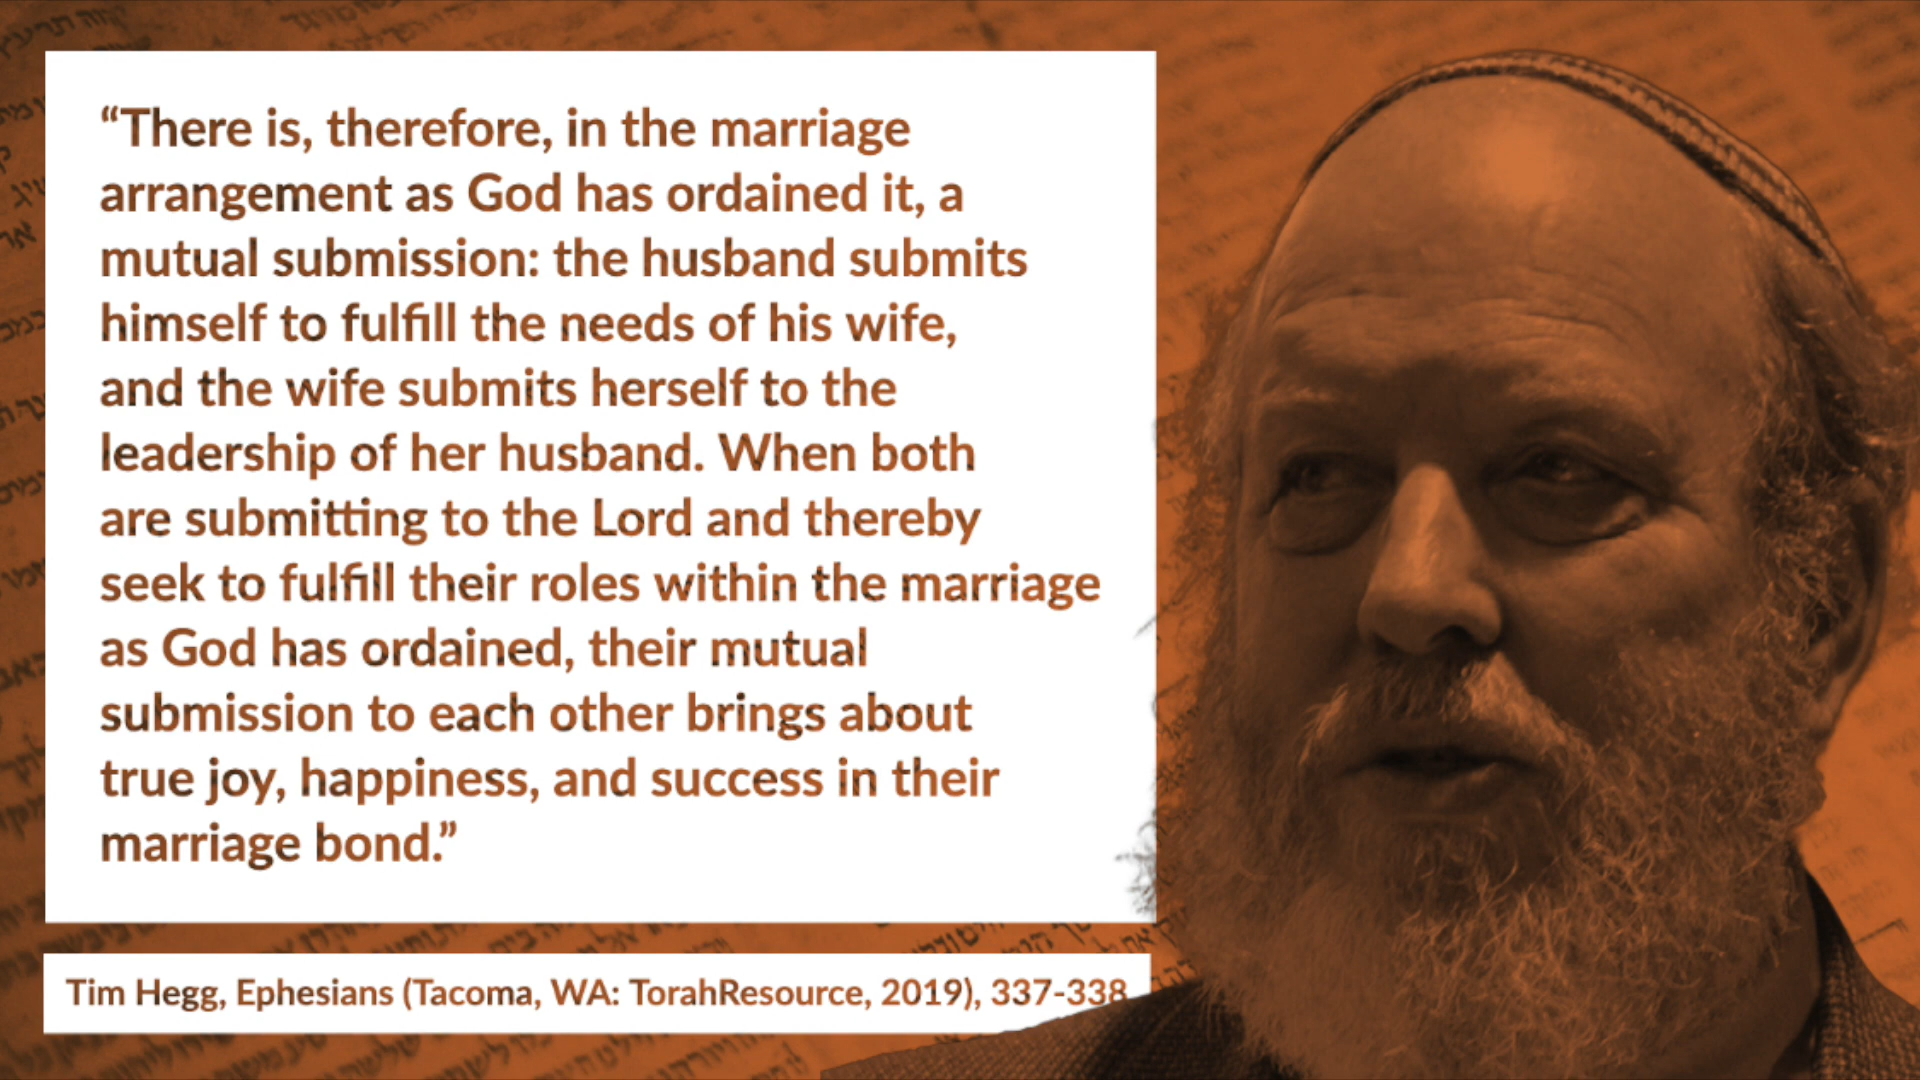 “There is, therefore, in the marriage
arrangement as God has ordained it, a
mutual submission: the husband submits
himself to fulfill the needs of his wife,
and the wife submits herself to the
leadership of her husband. When both
are submitting to the Lord and thereby
seek to fulfill their roles within the marriage
as God has ordained, their mutual
submission to each other brings about
true joy, happiness, and success in their
marriage bond.”
Tim Hegg, Ephesians (Tacoma, WA: TorahResource, 2019), 337-338